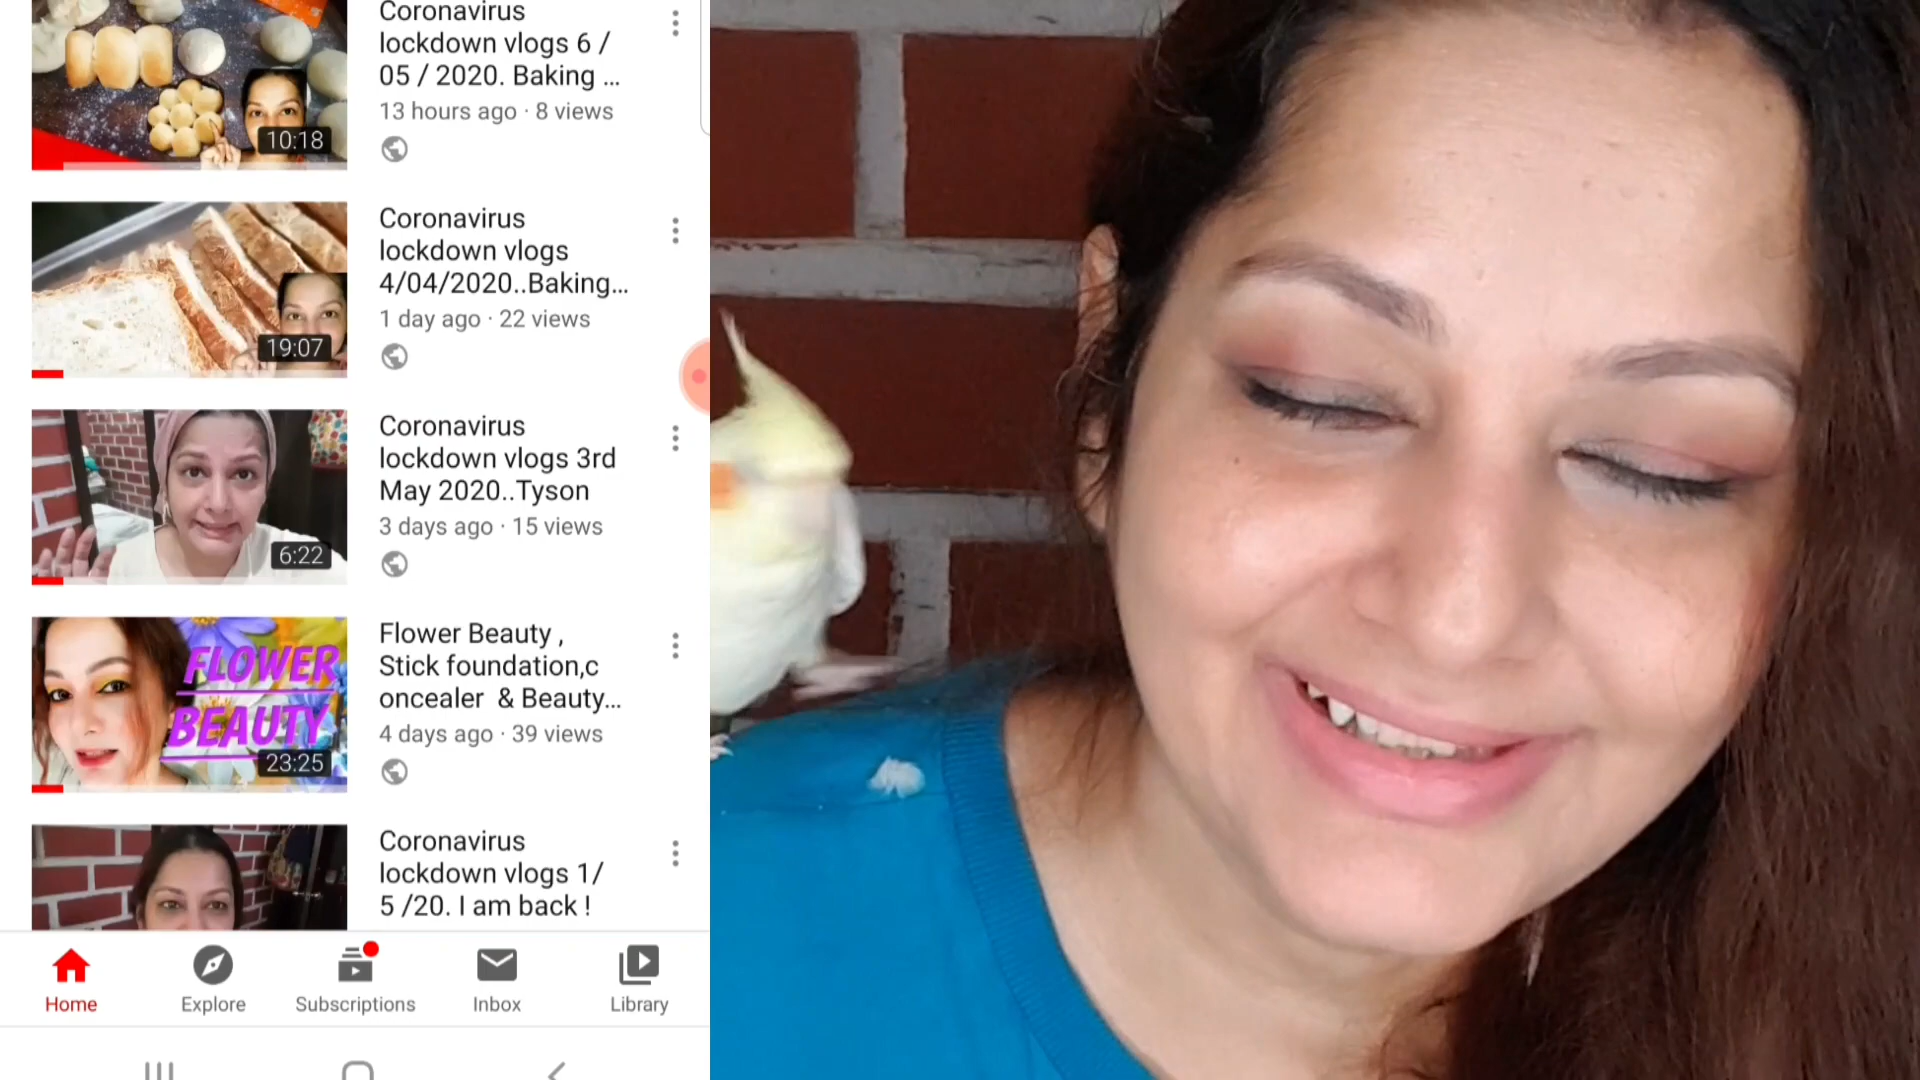 Coronavirus
lockdown vlogs 6 /
05 / 2020. Baking ...
13 hours ago · 8 views
10:18
Coronavirus
lockdown vlogs
4/04/2020..Baking...
1 day ago · 22 views
19:07
Coronavirus
lockdown vlogs 3rd
May 2020..Tyson
3 days ago · 15 views
6:22
FLOWER
BEAUTY
23:25
Flower Beauty ,
Stick foundation,c
oncealer & Beauty...
4 days ago · 39 views
Coronavirus
lockdown vlogs 1/
5 /20. I am back !
Home
Explore
Subscriptions
Inbox
Library